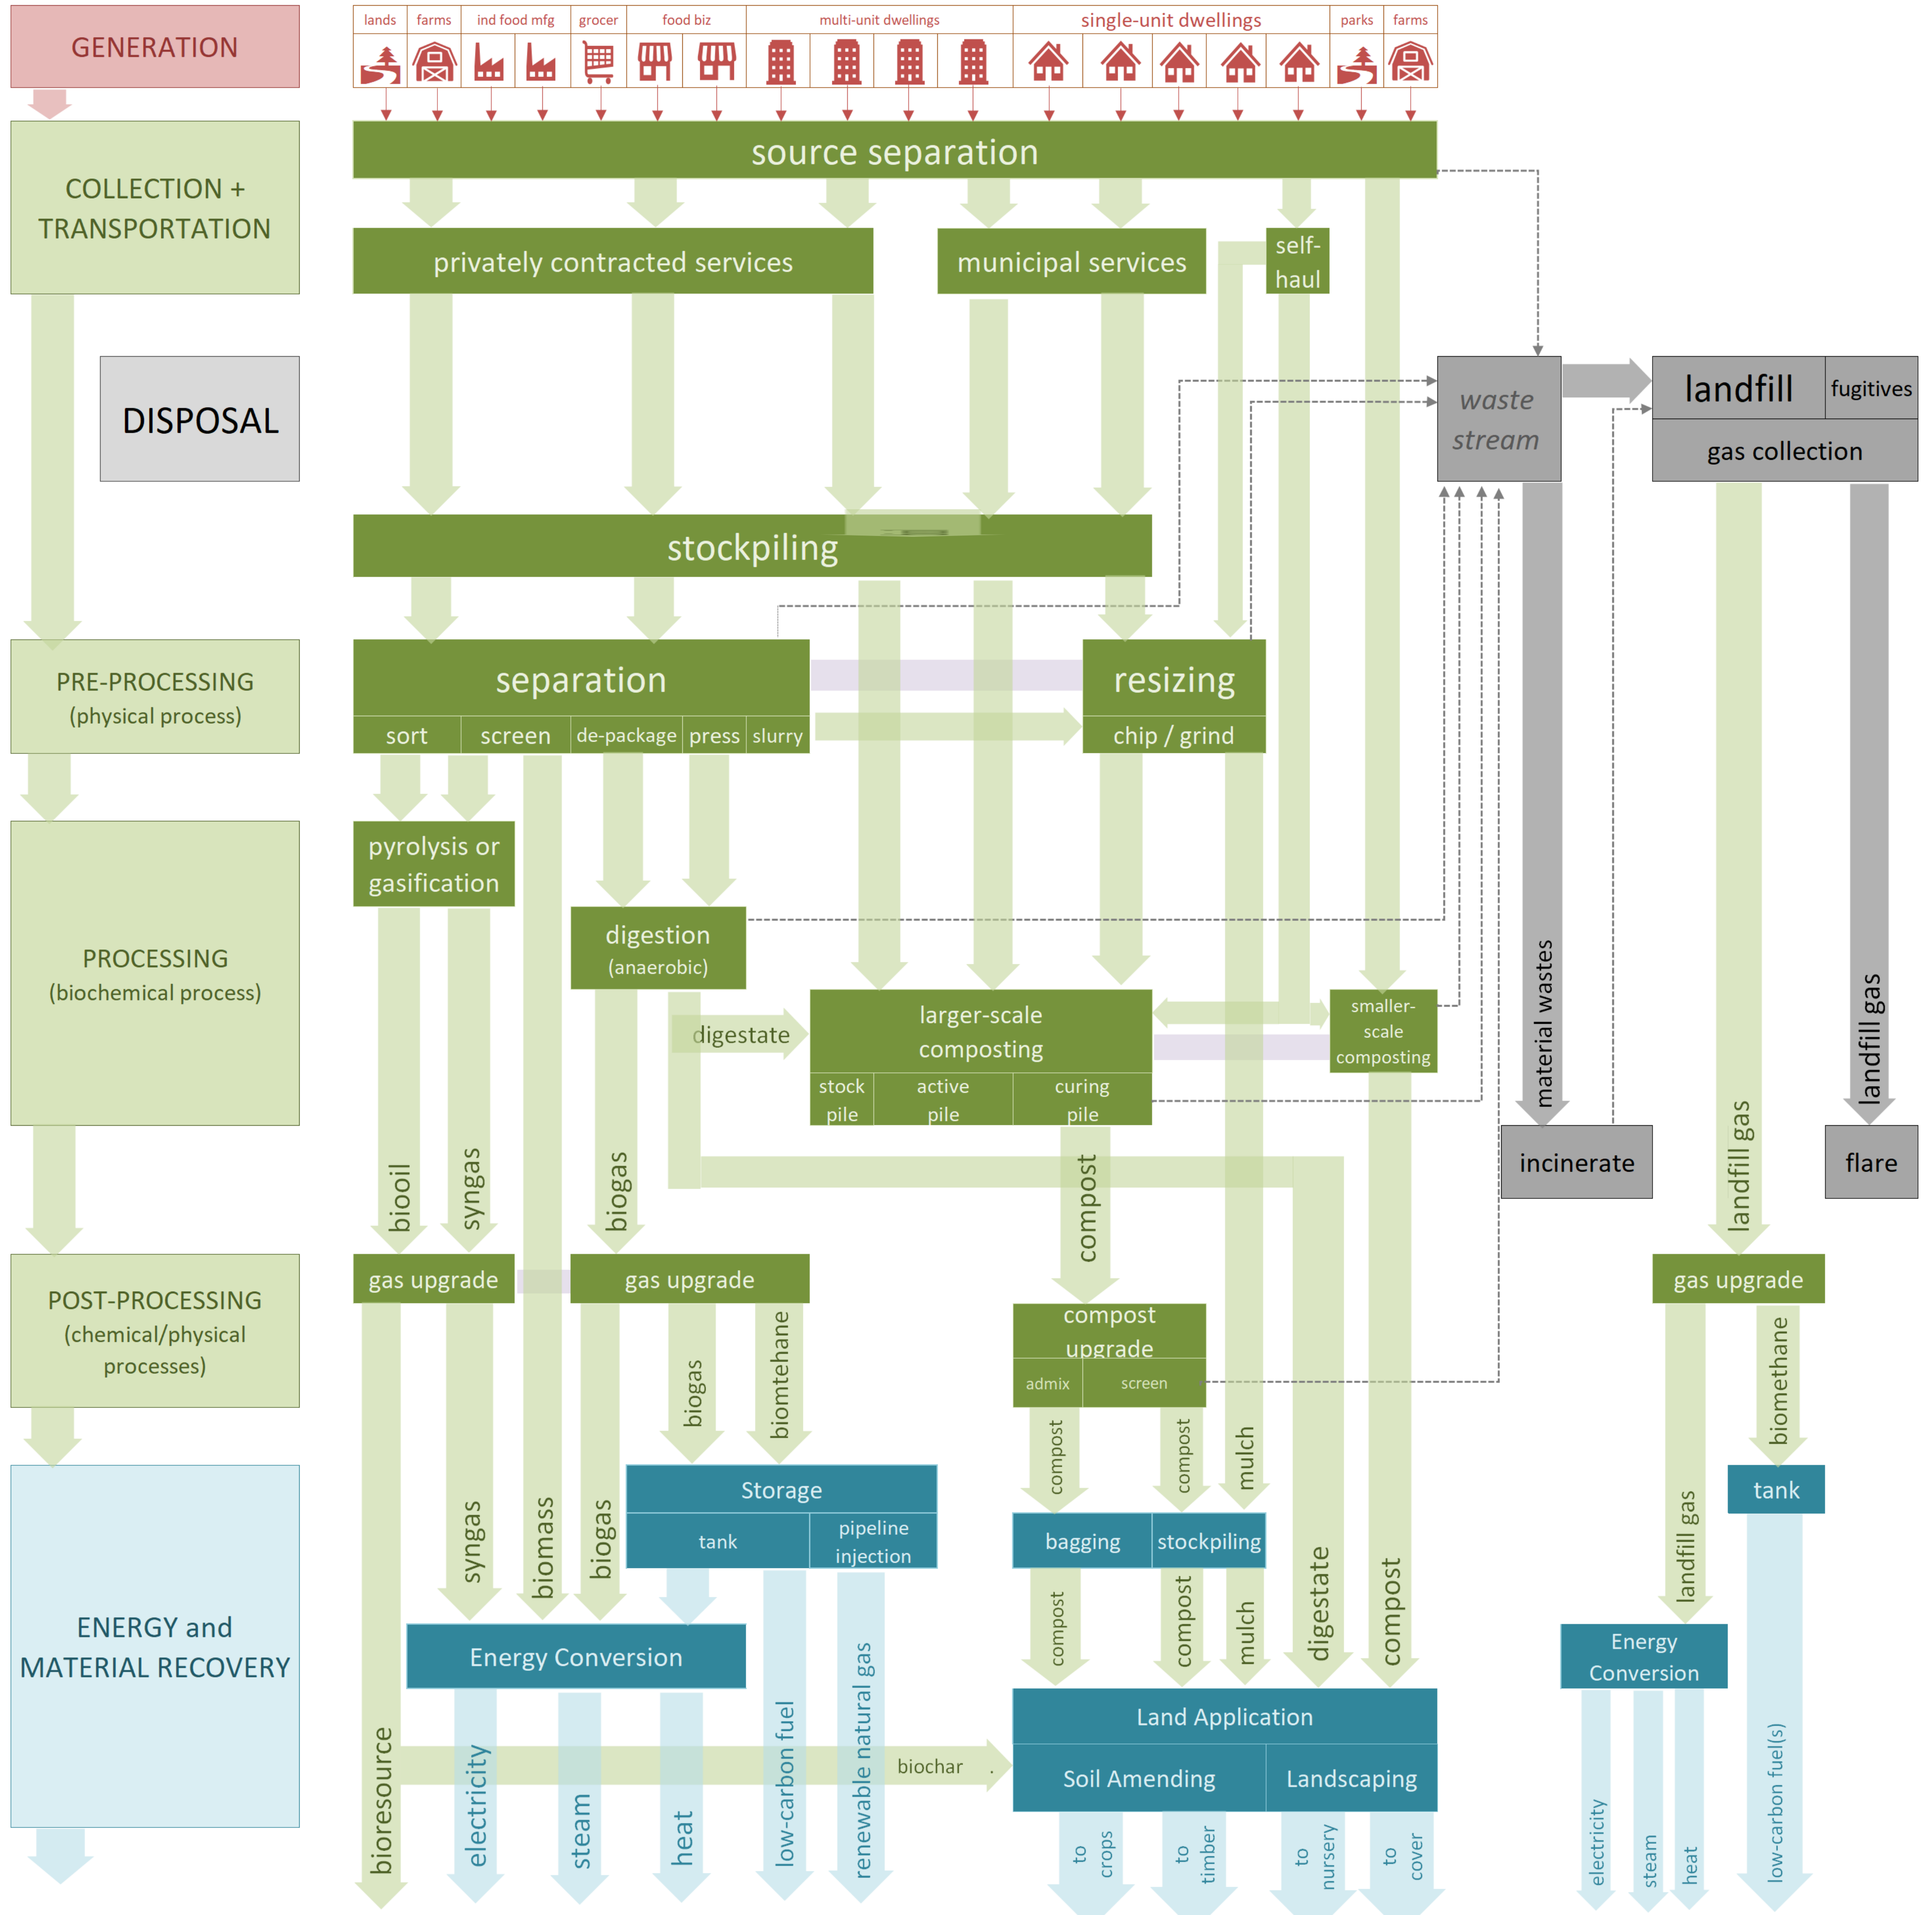 GENERATION
lands
farms
ind food mfg
grocer
food biz
multi-unit dwellings
single-unit dwellings
parks
farms
COLLECTION +
TRANSPORTATION
source separation
privately contracted services
municipal services
self-
haul
DISPOSAL
waste
stream
landfill
fugitives
gas collection
stockpiling
PRE-PROCESSING
(physical process)
separation
sort
screen
de-package
press
slurry
resizing
chip / grind
PROCESSING
(biochemical process)
pyrolysis or
gasification
digestion
(anaerobic)
digestate
larger-scale
composting
stock
pile
active
pile
curing
pile
smaller-
scale
composting
material wastes
landfill gas
landfill gas
incinerate
flare
biooil
syngas
biogas
compost
POST-PROCESSING
(chemical/physical
processes)
gas upgrade
gas upgrade
compost
upgrade
admix
screen
gas upgrade
biogas
biomtehane
compost
compost
mulch
landfill gas
biomethane
ENERGY and
MATERIAL RECOVERY
syngas
biomass
biogas
Storage
tank
pipeline
injection
bagging
stockpiling
tank
compost
compost
mulch
digestate
compost
Energy Conversion
Energy
Conversion
Land Application
Soil Amending
Landscaping
bioresource
biochar .
electricity
steam
heat
low-carbon fuel
renewable natural gas
to
crops
to
timber
to
nursery
to
cover
electricity
steam
heat
low-carbon fuel(s)